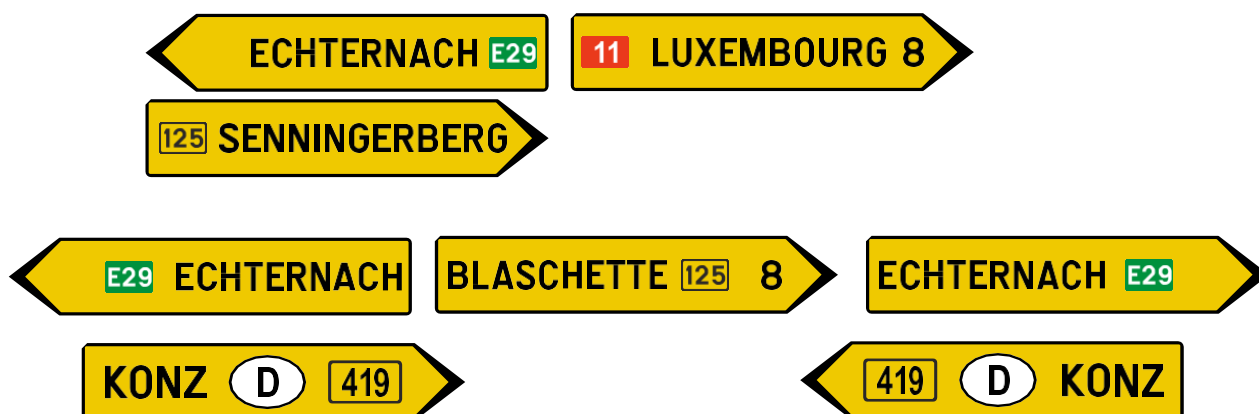 ECHTERNACH E29
11 LUXEMBOURG 8
125 SENNINGERBERG
E29 ECHTERNACH
BLASCHETTE 125 8
ECHTERNACH E29
KONZ D 419
419 D KONZ